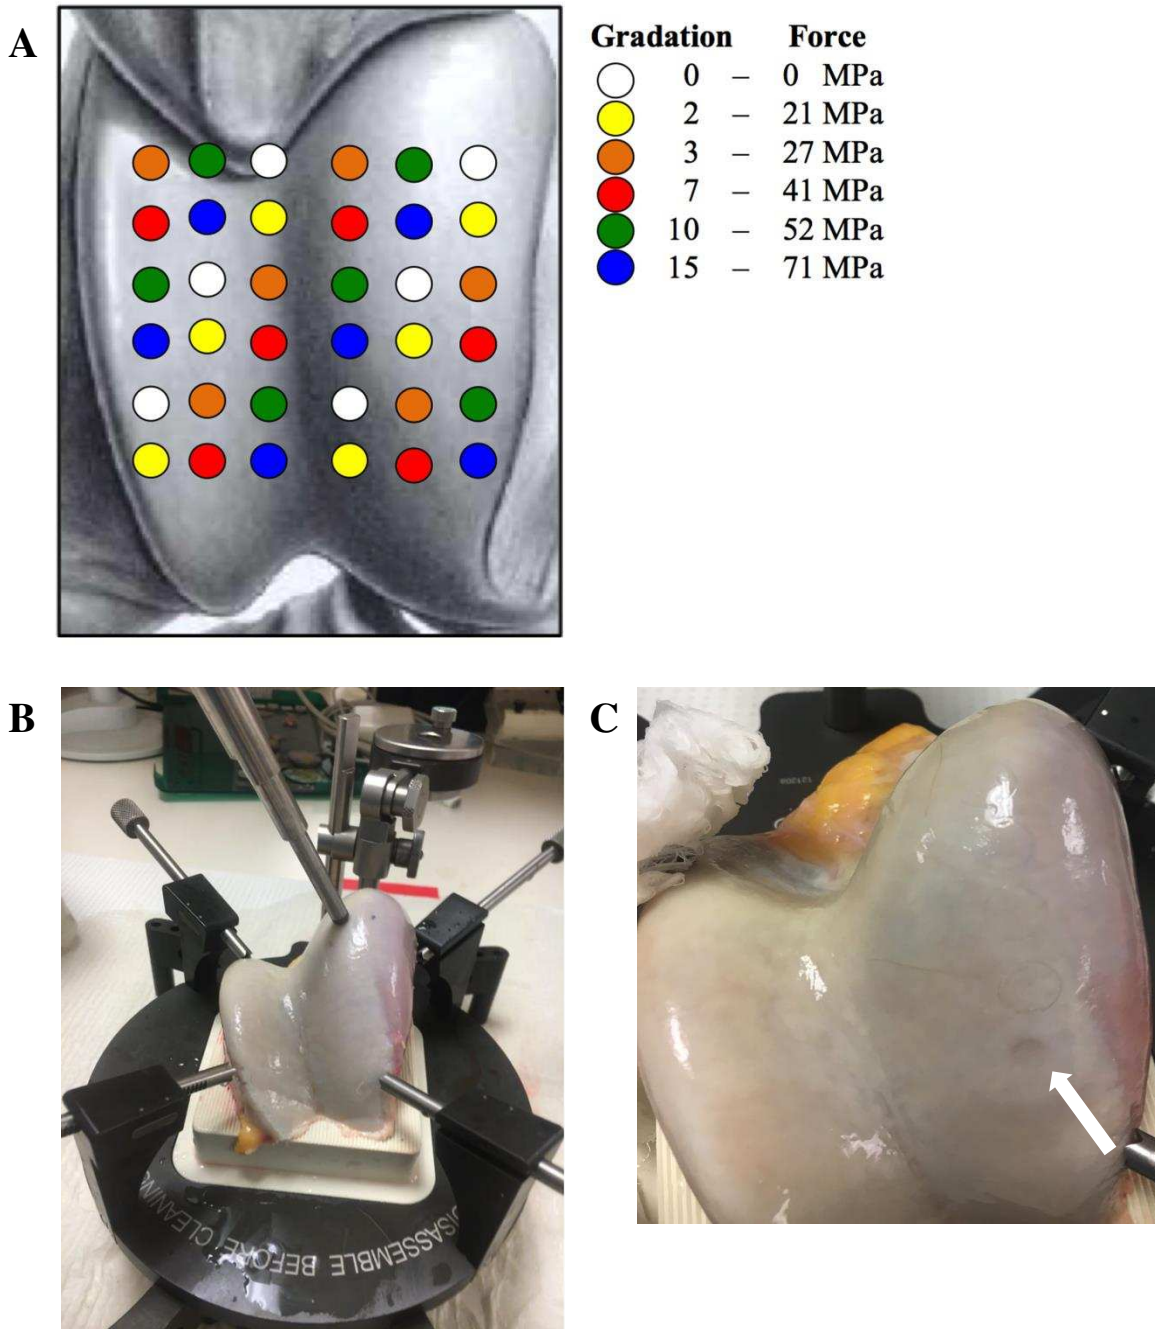 A
Gradation Force
0 – 0 MPa
2 – 21 MPa
3 – 27 MPa
7 – 41 MPa
10 – 52 MPa
15 – 71 MPa
B
C
DISASSEMBLE BEFORE CLEANING